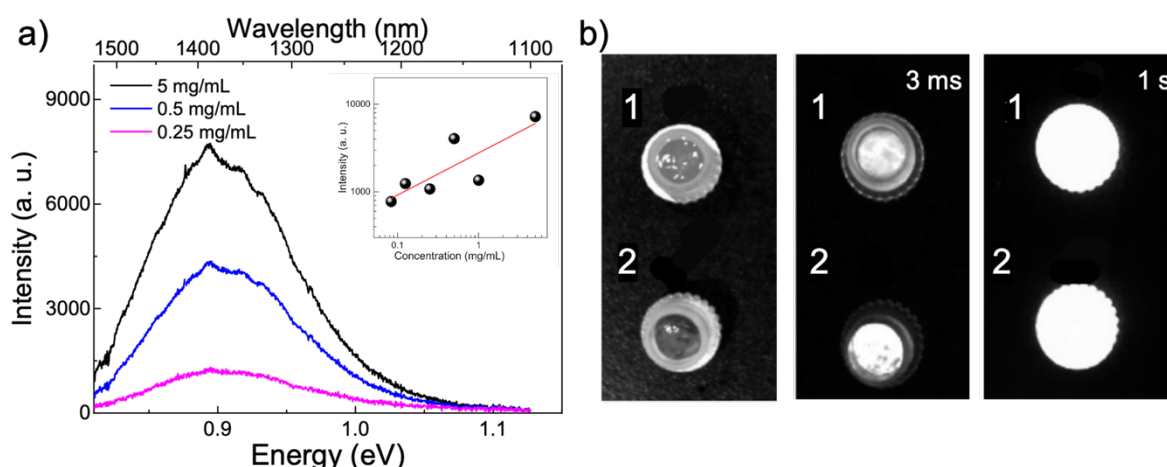 a)
Wavelength (nm)
1500 1400 1300 1200 1100
Intensity (a. u.)
9000
6000
3000
0
5 mg/mL
0.5 mg/mL
0.25 mg/mL
Intensity (a. u.)
10000
1000
0.1 1
Concentration (mg/mL)
0.9 1.0 1.1
Energy (eV)
b)
1
2
3 ms
1
2
1 s
1
2